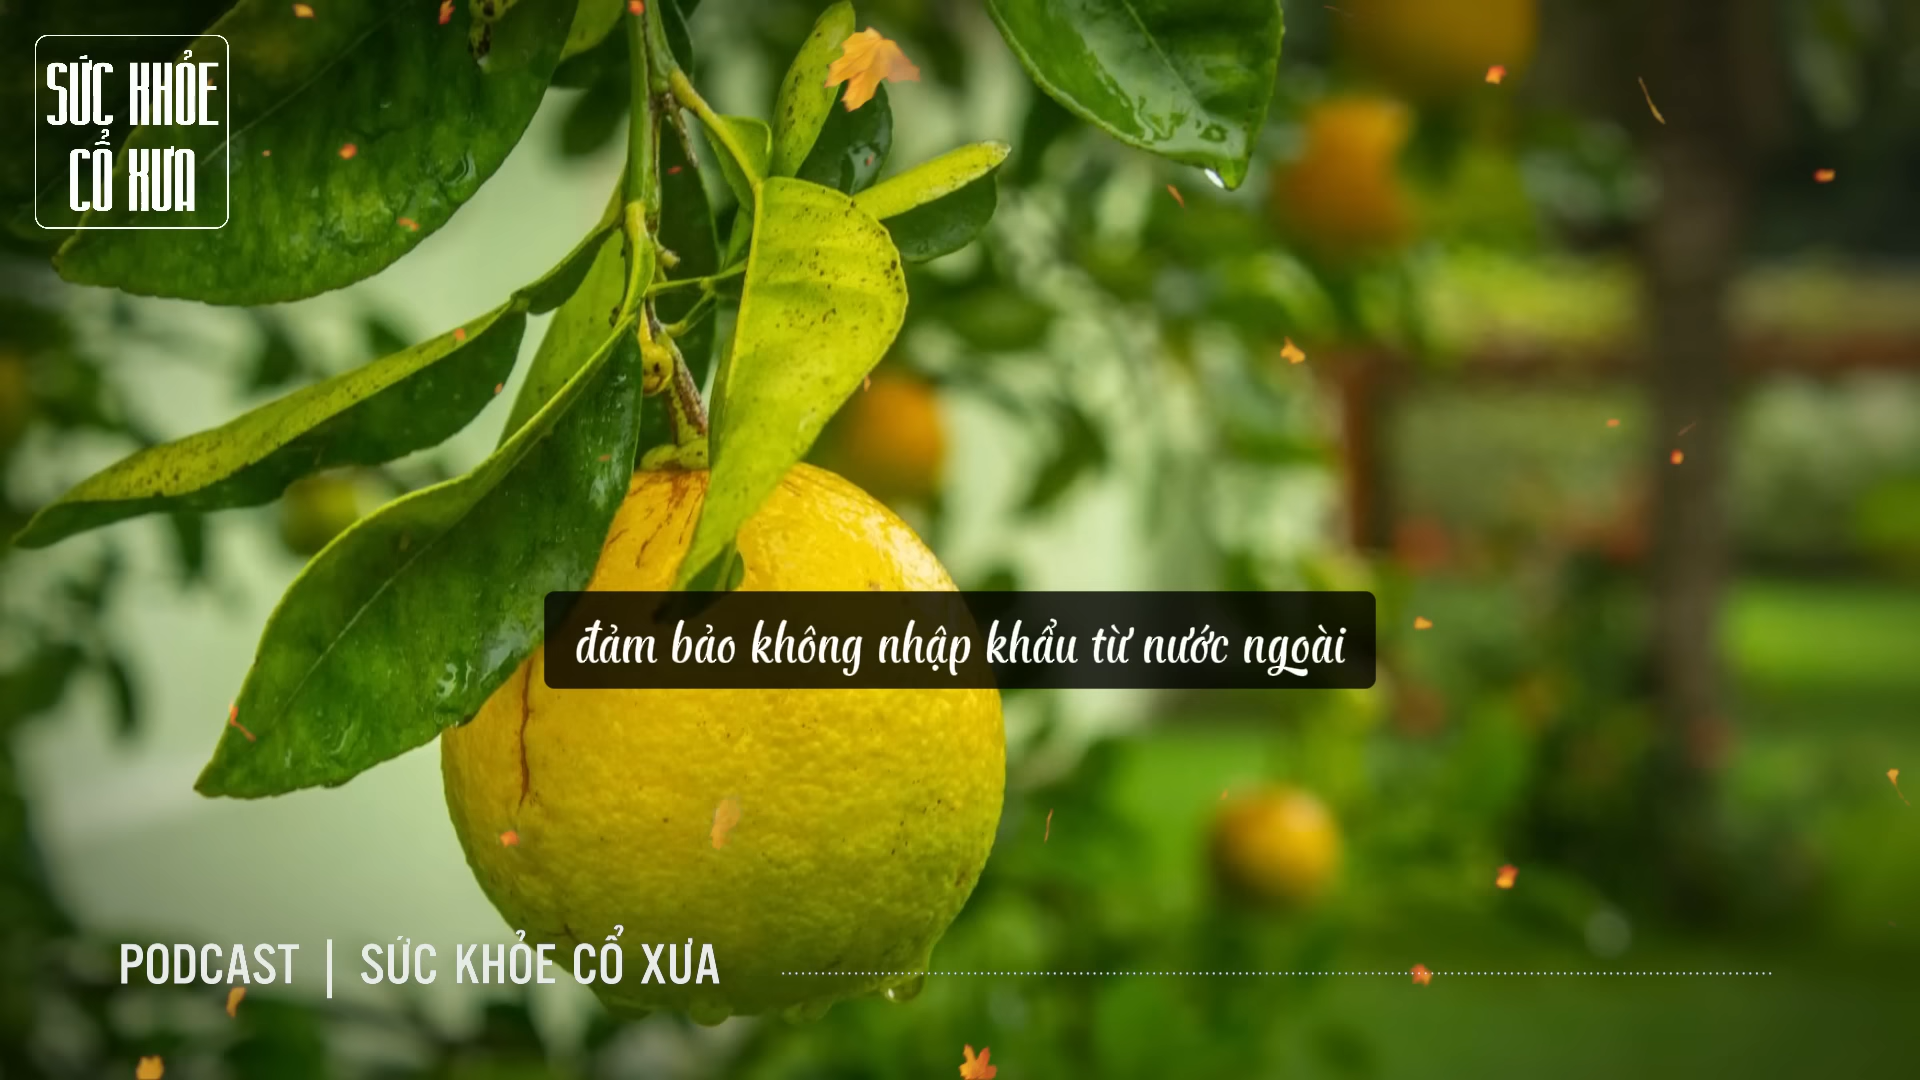 SỨC KHỎE
CỔ XƯA
đảm bảo không nhập khẩu từ nước ngoài
PODCAST | SỨC KHỎE CỔ XƯA